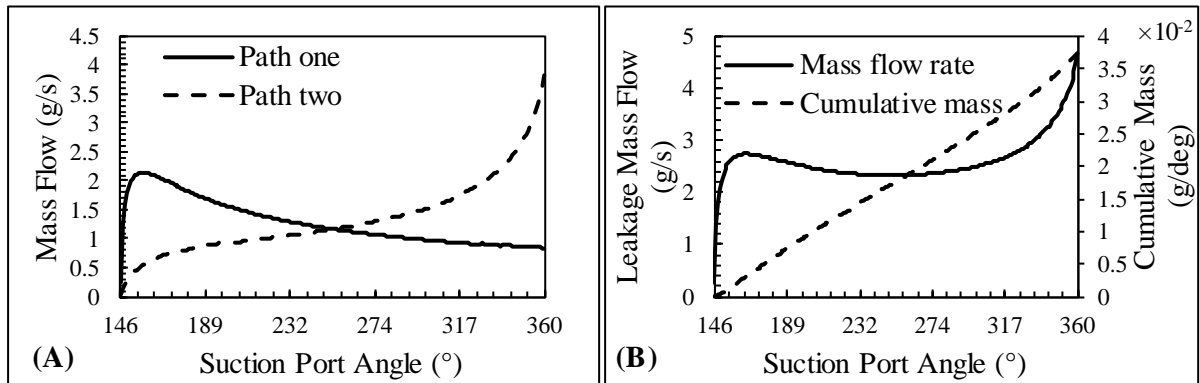 4.5
4
3.5
3
2.5
2
1.5
1
0.5
0
Mass Flow (g/s)
Path one
Path two
146 189 232 274 317 360
(A) Suction Port Angle (°)
5
4
3
2
1
0
Leakage Mass Flow
(g/s)
Mass flow rate
Cumulative mass
×10-2
4
3.5
3
2.5
2
1.5
1
0.5
0
Cumulative Mass
(g/deg)
146 189 232 274 317 360
(B) Suction Port Angle (°)